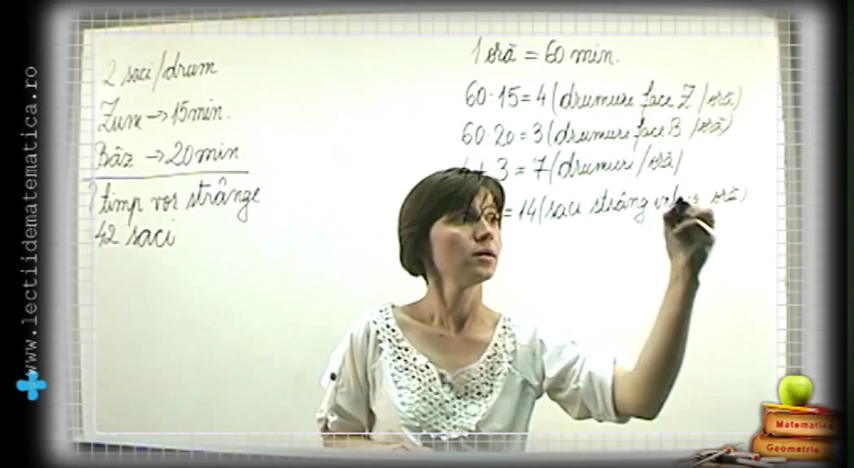 2 saci/drum
Zum → 15 min.
Bâz → 20 min
? timp vor strânge
42 saci
1 oră = 60 min.
60:15 = 4 (drumuri face Z /oră)
60:20 = 3 (drumuri face B /oră)
4 + 3 = 7 (drumuri /oră)
= 14 (saci strâng oră)
www.lectiidematematica.ro
Matematica
Geometrie